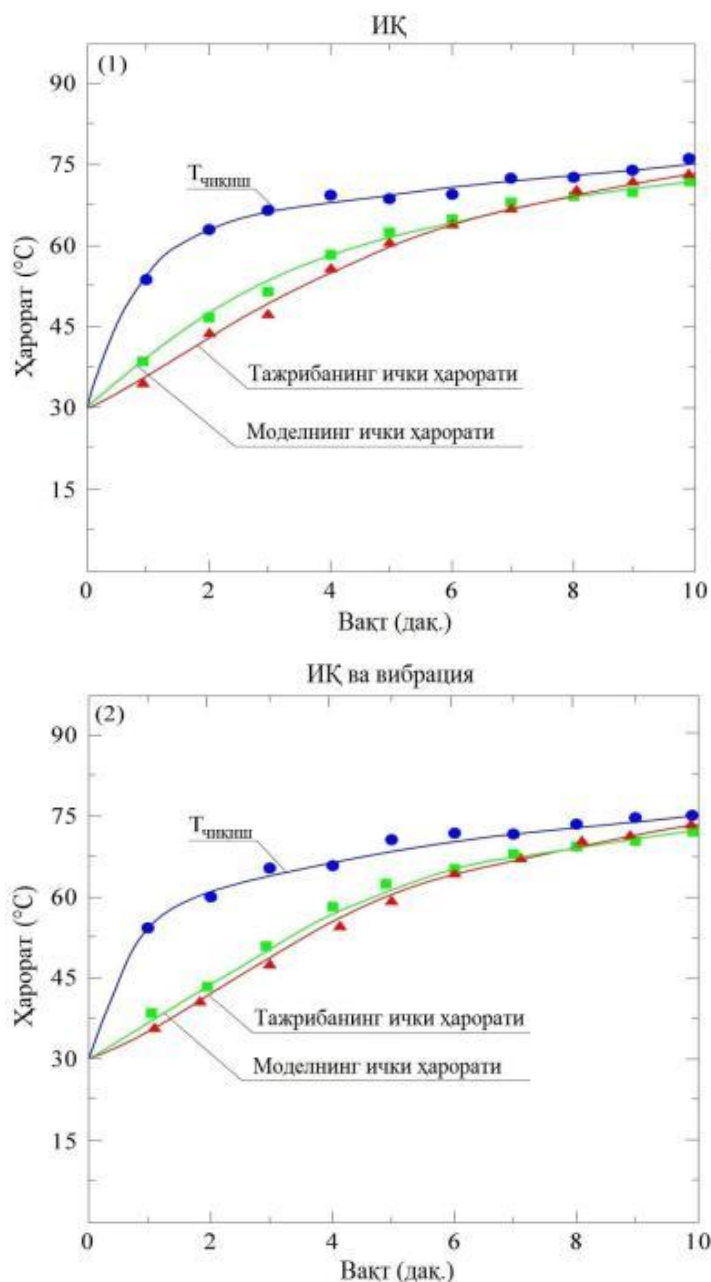 ИҚ
(1)
90
75
60
45
30
15
0
2
4
6
8
10
Ҳарорат (°C)
Tчиқиш
Тажрибанинг ички ҳарорати
Моделнинг ички ҳарорати
Вақт (дақ.)
ИҚ ва вибрация
(2)
90
75
60
45
30
15
0
2
4
6
8
10
Ҳарорат (°C)
Tчиқиш
Тажрибанинг ички ҳарорати
Моделнинг ички ҳарорати
Вақт (дақ.)